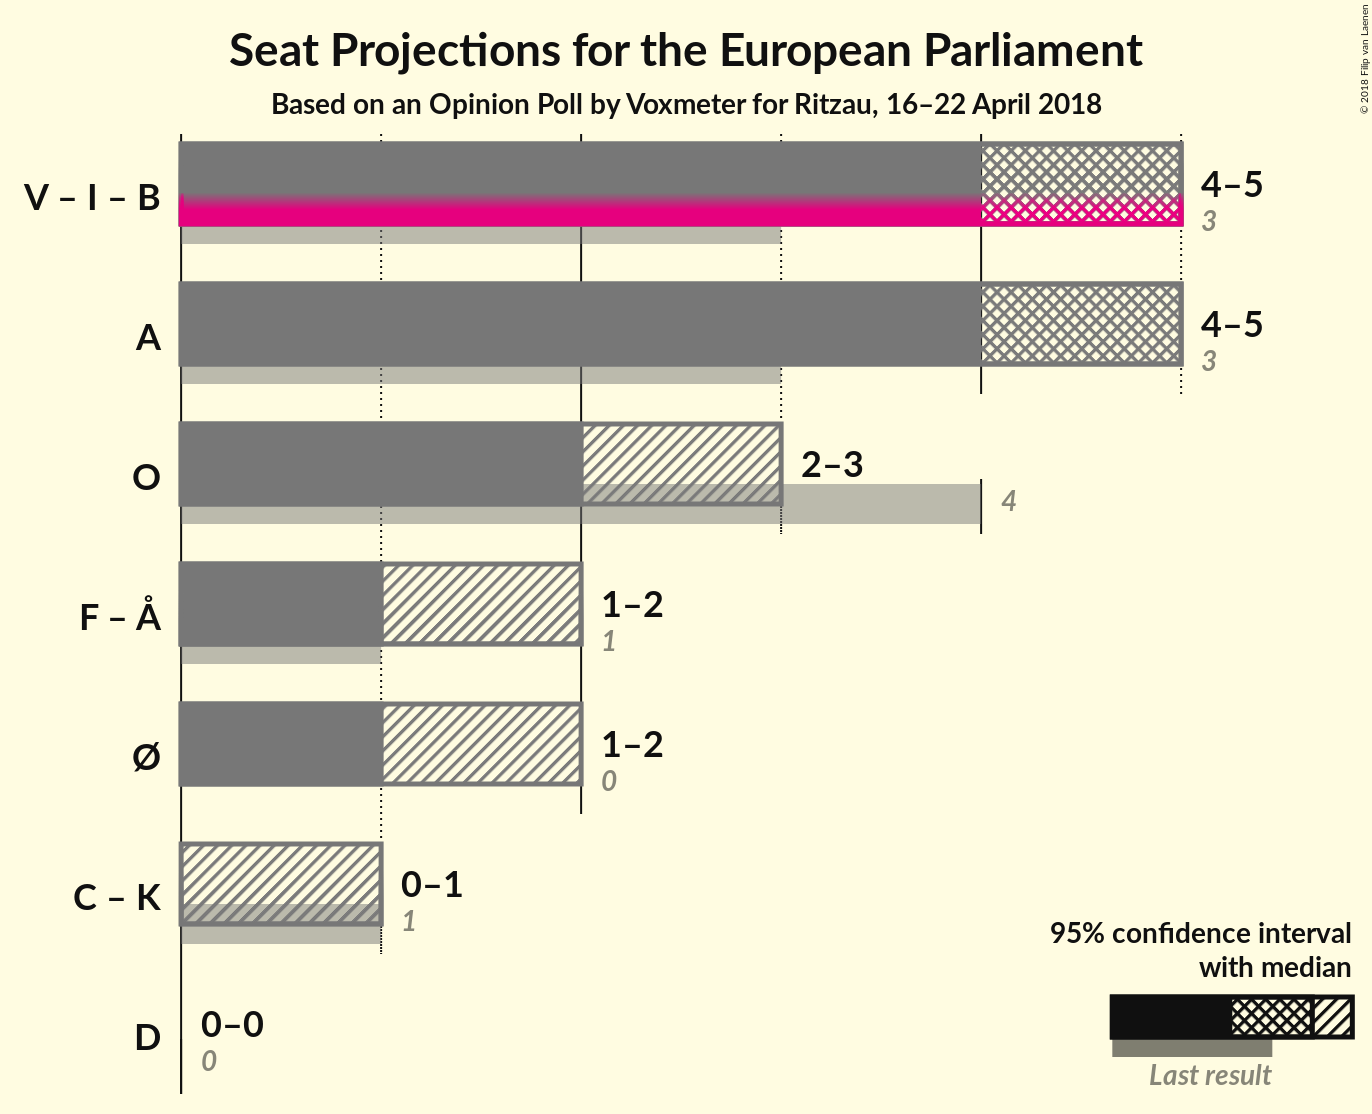 Seat Projections for the European Parliament
Based on an Opinion Poll by Voxmeter for Ritzau, 16–22 April 2018
© 2018 Filip van Laenen
V – I – B
4–5
3
A
4–5
3
O
2–3
4
F – Å
1–2
1
Ø
1–2
0
C – K
0–1
1
D
0–0
0
95% confidence interval
with median
Last result